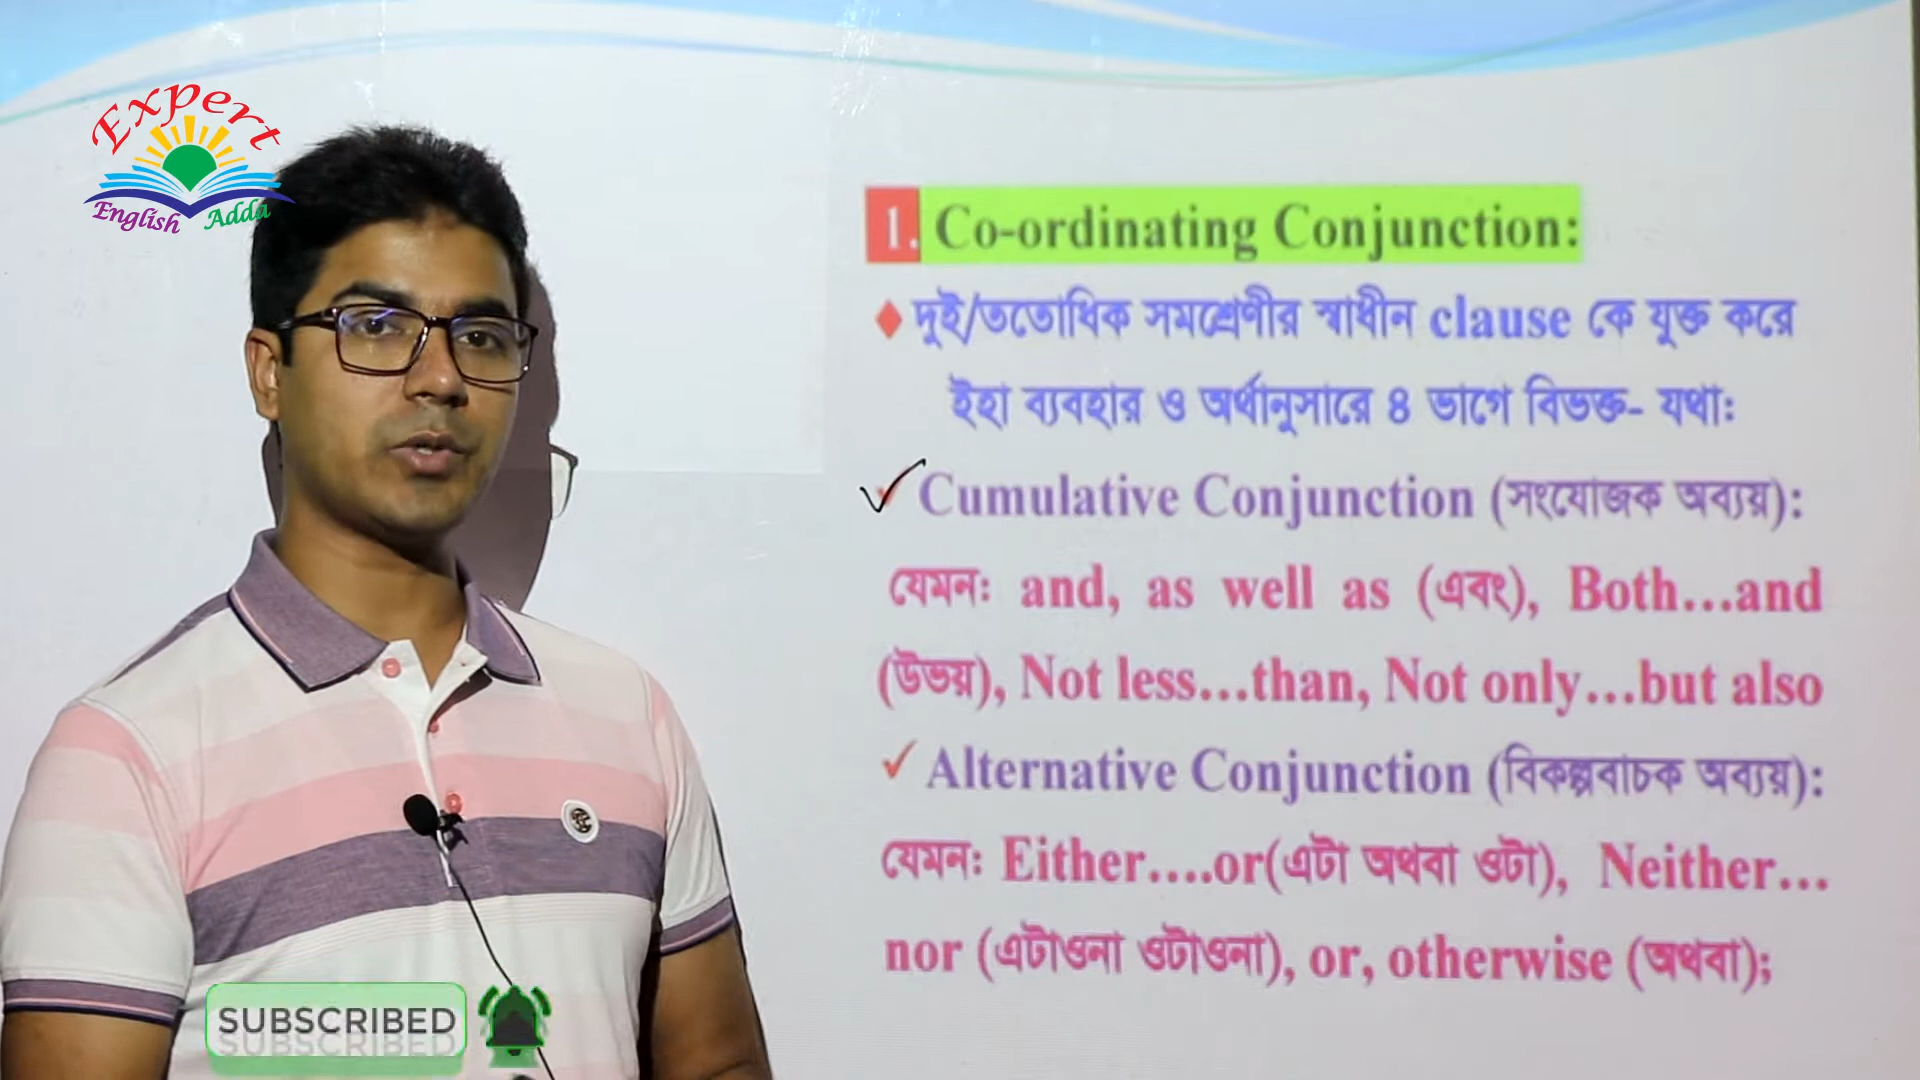 Expert
English Adda
1. Co-ordinating Conjunction:
দুই/ততোধিক সমশ্রেণীর স্বাধীন clause কে যুক্ত করে
ইহা ব্যবহার ও অর্থানুসারে ৪ ভাগে বিভক্ত- যথা:
Cumulative Conjunction (সংযোজক অব্যয়):
যেমন: and, as well as (এবং), Both...and
(উভয়), Not less...than, Not only...but also
Alternative Conjunction (বিকল্পবাচক অব্যয়):
যেমন: Either....or(এটা অথবা ওটা), Neither...
nor (এটাওনা ওটাওনা), or, otherwise (অথবা);
SUBSCRIBED